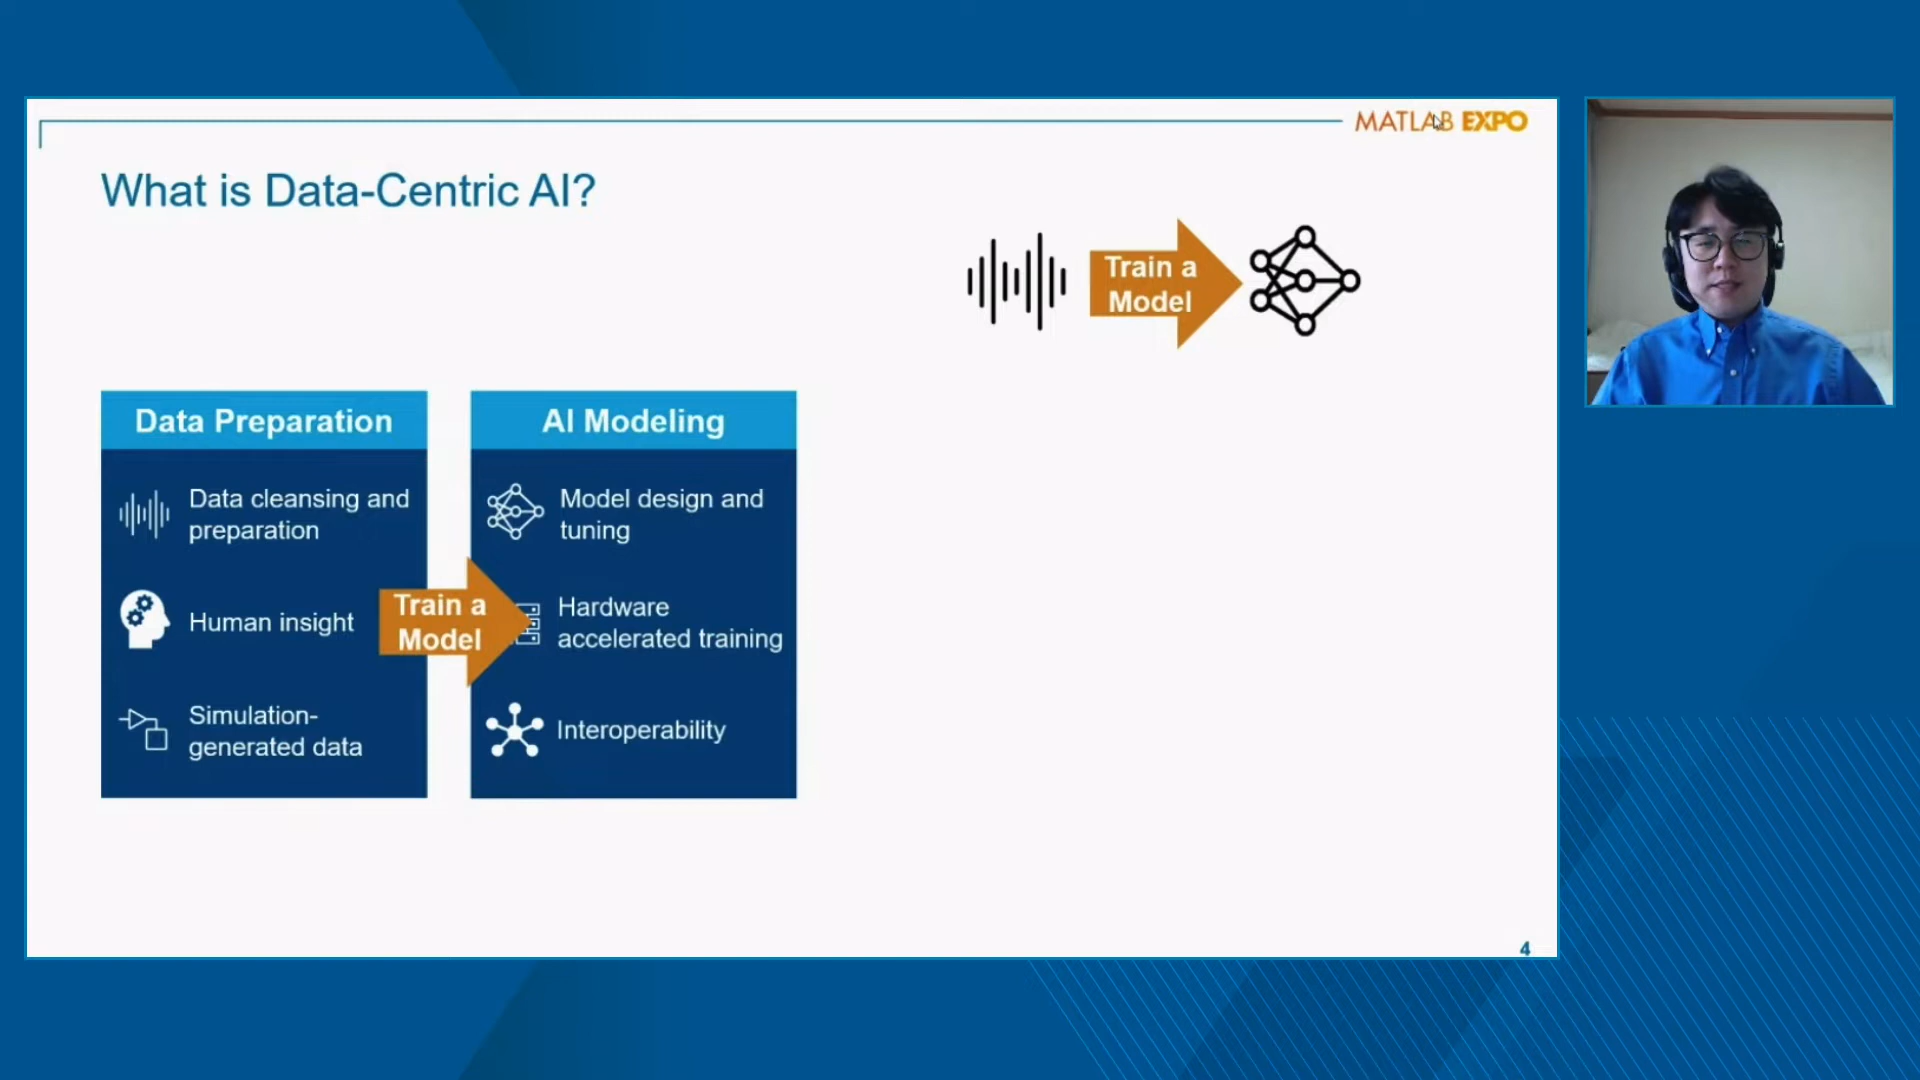 MATLAB EXPO
What is Data-Centric AI?
Train a
Model
Data Preparation
Data cleansing and
preparation
Human insight
Simulation-
generated data
Train a
Model
AI Modeling
Model design and
tuning
Hardware
accelerated training
Interoperability
4